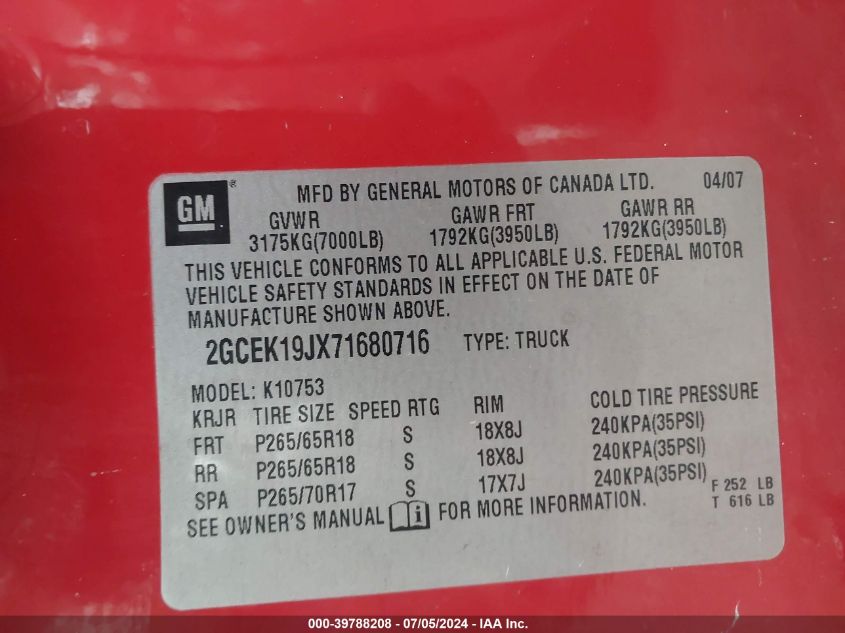 GM® MFD BY GENERAL MOTORS OF CANADA LTD. 04/07
GVWR GAWR FRT GAWR RR
3175KG(7000LB) 1792KG(3950LB) 1792KG(3950LB)
THIS VEHICLE CONFORMS TO ALL APPLICABLE U.S. FEDERAL MOTOR
VEHICLE SAFETY STANDARDS IN EFFECT ON THE DATE OF
MANUFACTURE SHOWN ABOVE.
2GCEK19JX71680716 TYPE: TRUCK
MODEL: K10753
KRJR TIRE SIZE SPEED RTG RIM COLD TIRE PRESSURE
FRT P265/65R18 S 18X8J 240KPA(35PSI)
RR P265/65R18 S 18X8J 240KPA(35PSI)
SPA P265/70R17 S 17X7J 240KPA(35PSI)
F 252 LB
SEE OWNER'S MANUAL i FOR MORE INFORMATION. T 616 LB
000-39788208 - 07/05/2024 - IAA Inc.